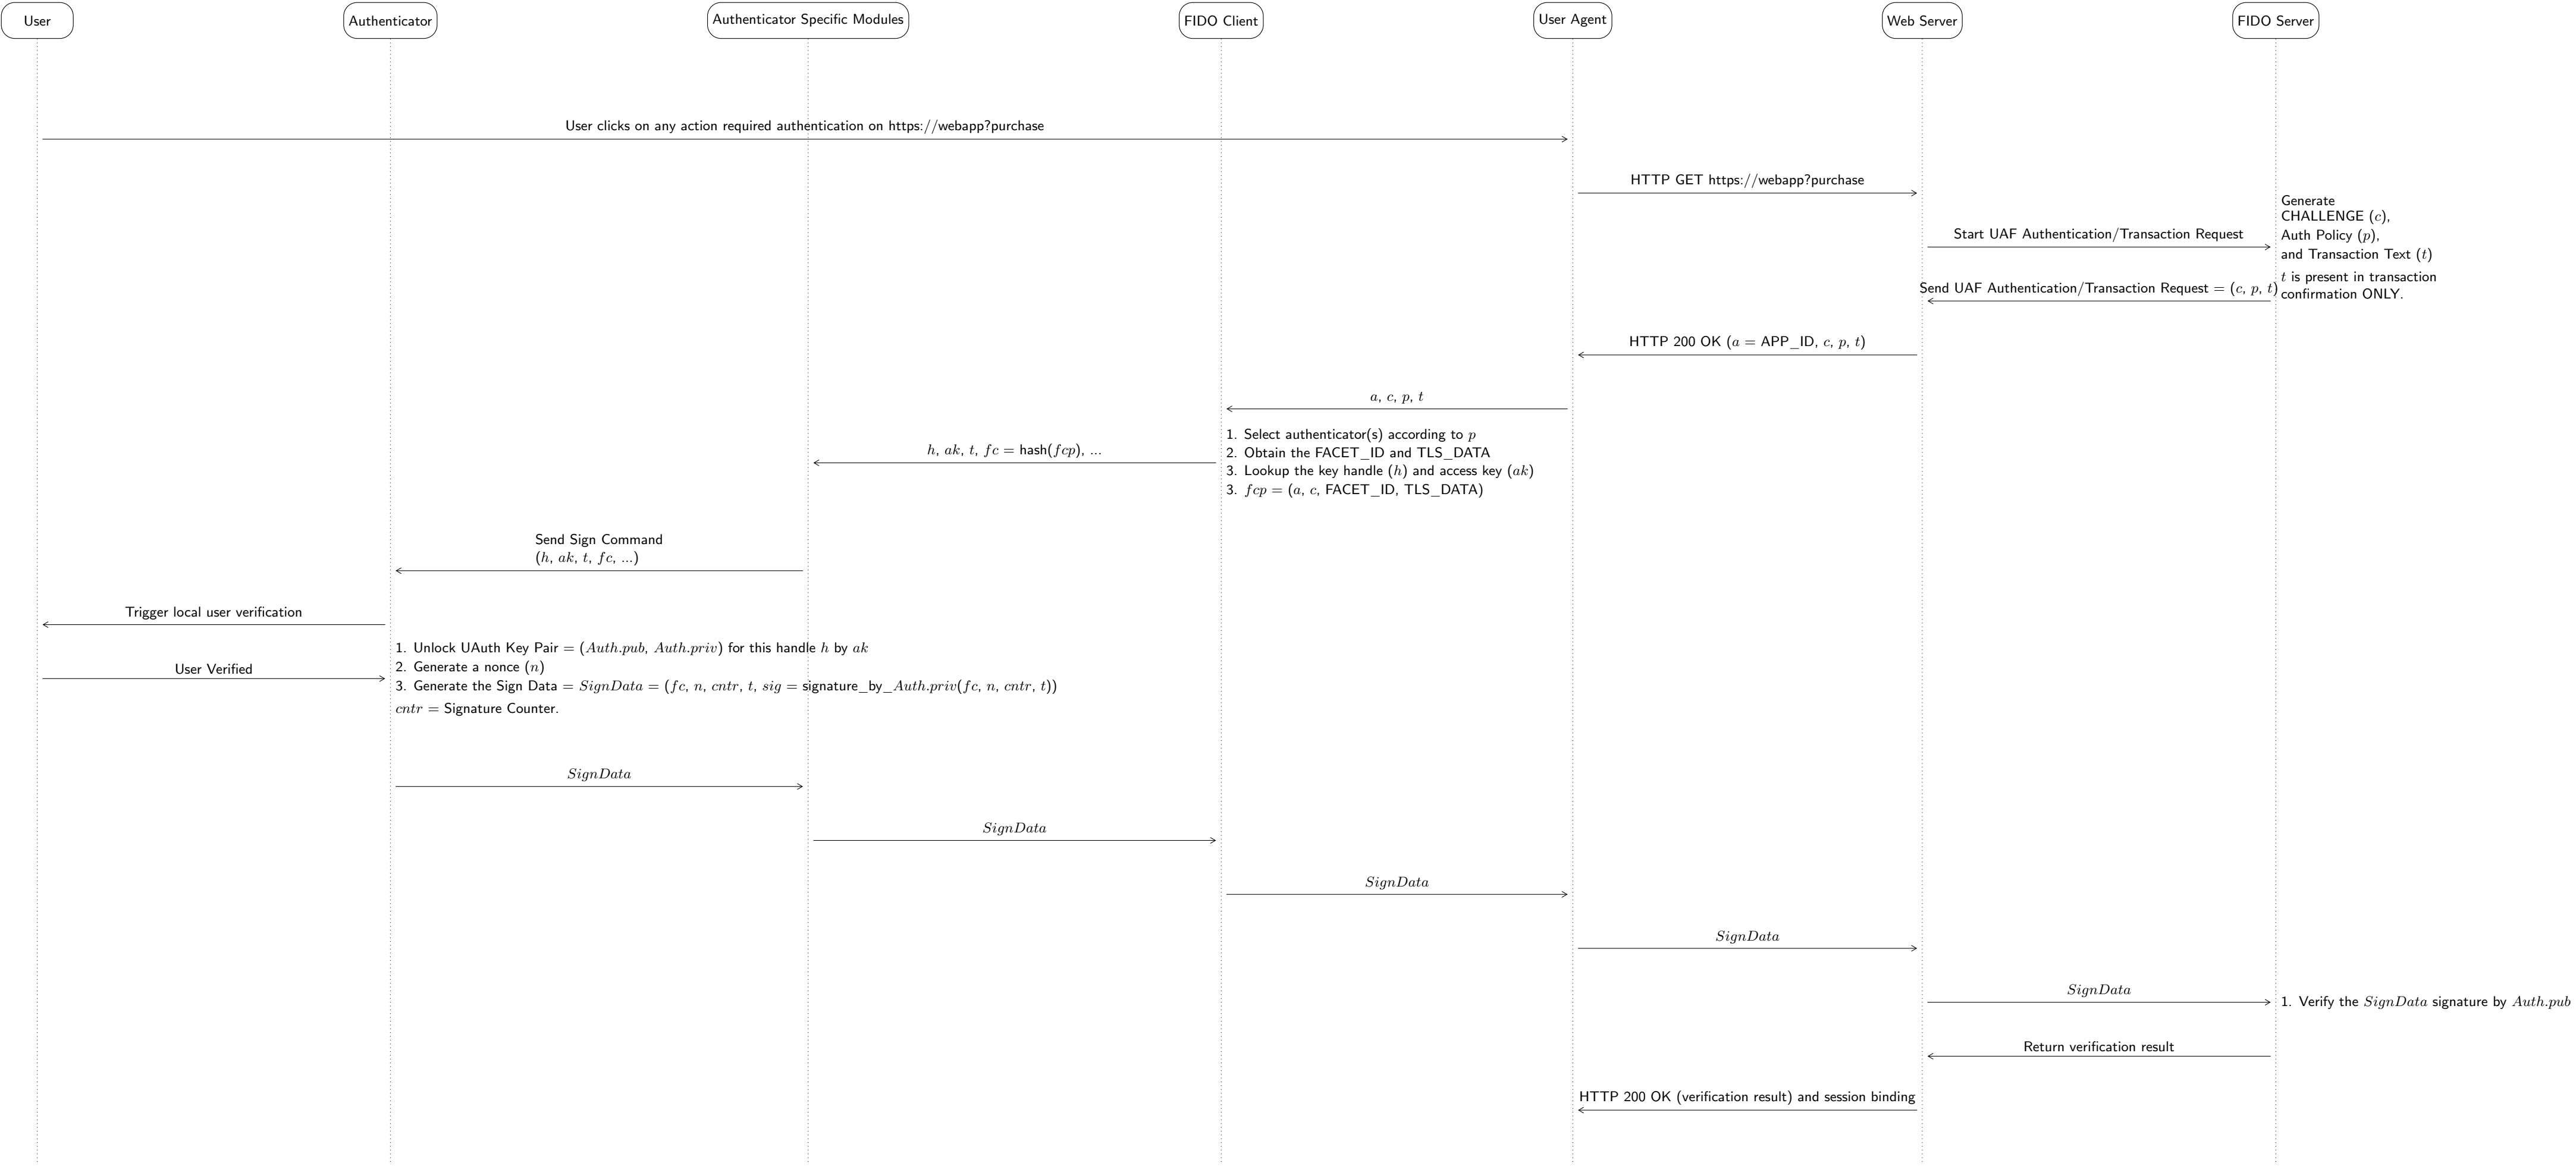 User
Authenticator
Authenticator Specific Modules
FIDO Client
User Agent
Web Server
FIDO Server
User clicks on any action required authentication on https://webapp?purchase
HTTP GET https://webapp?purchase
Start UAF Authentication/Transaction Request
Generate
CHALLENGE (c),
Auth Policy (p),
and Transaction Text (t)
t is present in transaction
confirmation ONLY.
Send UAF Authentication/Transaction Request = (c, p, t)
HTTP 200 OK (a = APP_ID, c, p, t)
a, c, p, t
1. Select authenticator(s) according to p
2. Obtain the FACET_ID and TLS_DATA
3. Lookup the key handle (h) and access key (ak)
3. fcp = (a, c, FACET_ID, TLS_DATA)
h, ak, t, fc = hash(fcp), ...
Send Sign Command
(h, ak, t, fc, ...)
Trigger local user verification
User Verified
1. Unlock UAuth Key Pair = (Auth.pub, Auth.priv) for this handle h by ak
2. Generate a nonce (n)
3. Generate the Sign Data = SignData = (fc, n, cntr, t, sig = signature_by_Auth.priv(fc, n, cntr, t))
cntr = Signature Counter.
SignData
SignData
SignData
SignData
SignData
1. Verify the SignData signature by Auth.pub
Return verification result
HTTP 200 OK (verification result) and session binding